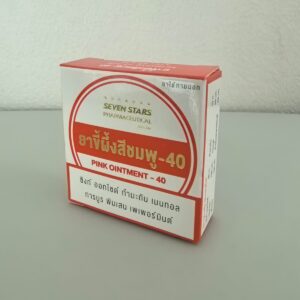 ยาใช้ภายนอก
SEVEN STARS
PHARMACEUTICAL
ยาขี้ผึ้งสีชมพู-40
PINK OINTMENT - 40
ซิงก์ ออกไซด์ กำมะถัน เมนทอล
การบูร พิมเสน เพเพอร์มินต์